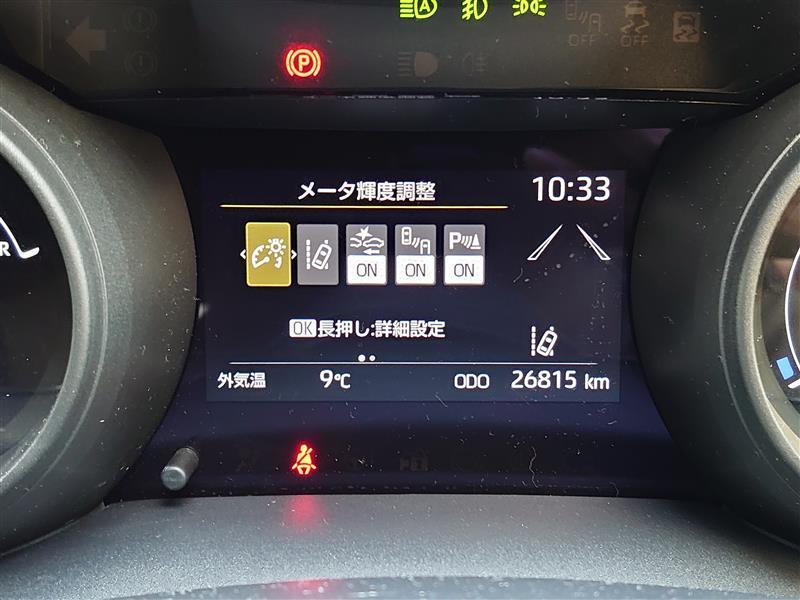 A
OFF OFF
P
メータ輝度調整 10:33
R
A P
ON ON ON
OK長押し:詳細設定
外気温 9℃ ODO 26815 km